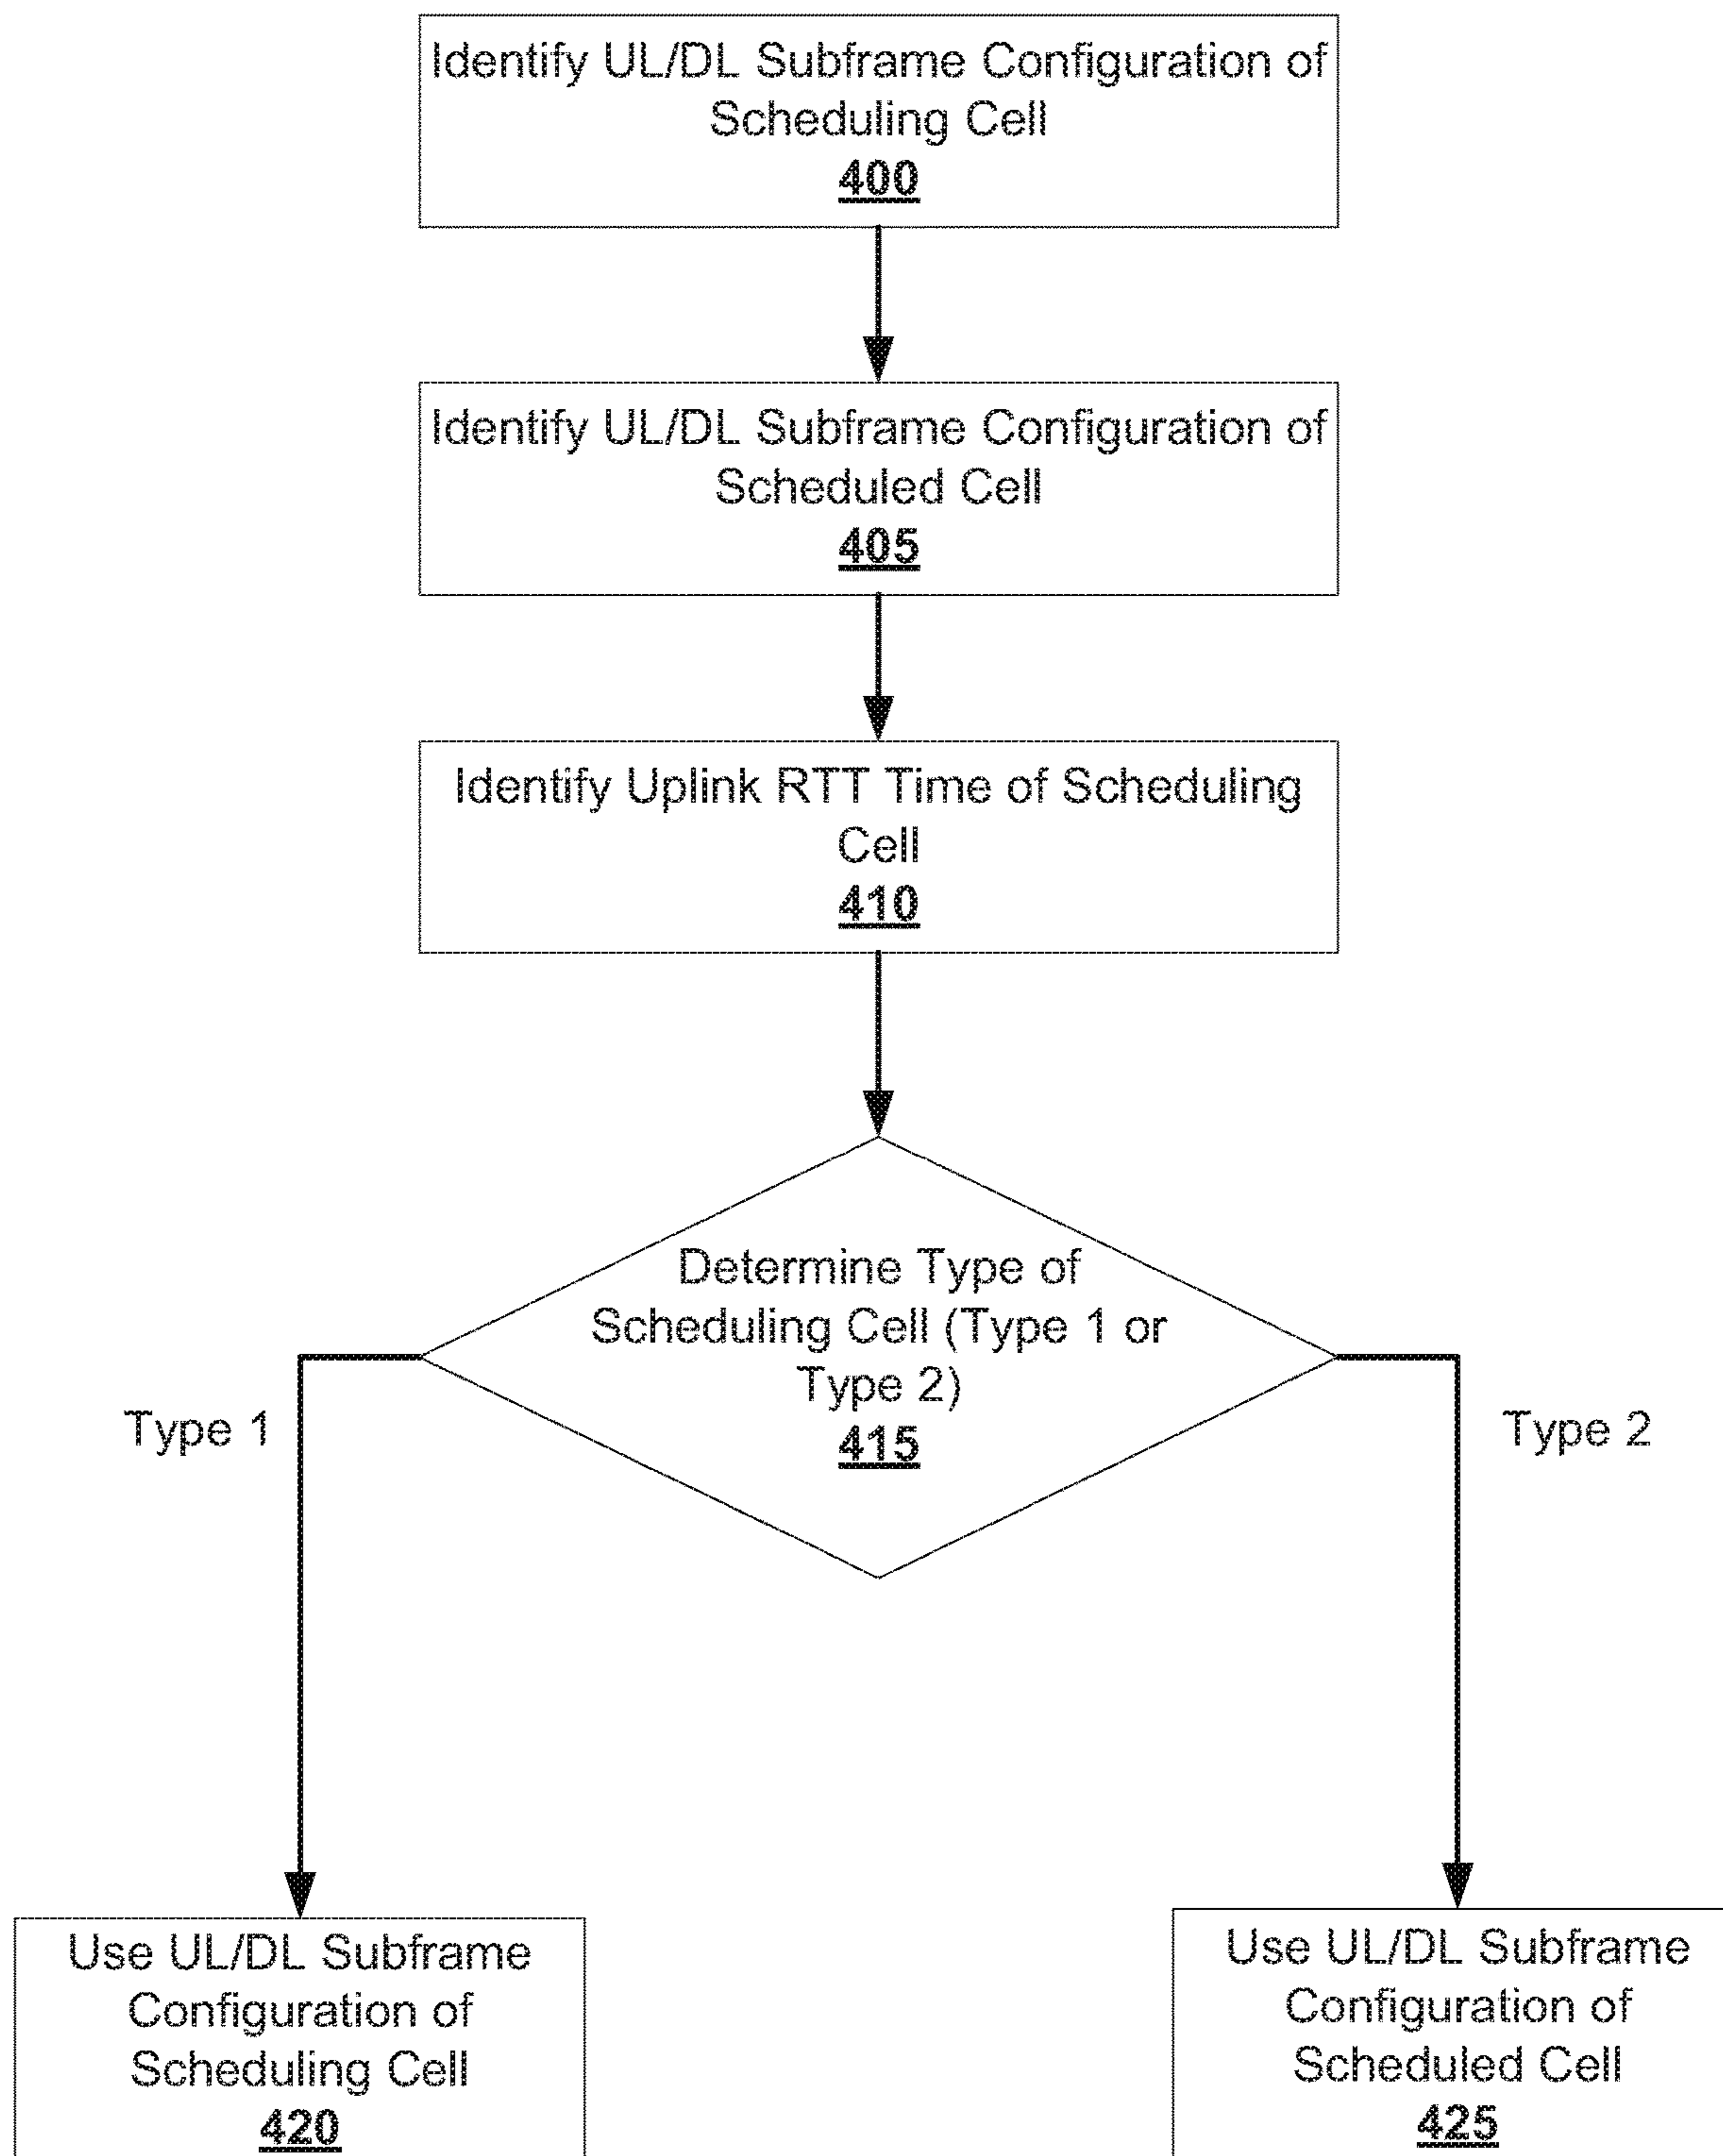 Identify UL/DL Subframe Configuration of
Scheduling Cell
400
Identify UL/DL Subframe Configuration of
Scheduled Cell
405
Identify Uplink RTT Time of Scheduling
Cell
410
Determine Type of
Scheduling Cell (Type 1 or
Type 2)
415
Type 1
Type 2
Use UL/DL Subframe
Configuration of
Scheduling Cell
420
Use UL/DL Subframe
Configuration of
Scheduled Cell
425